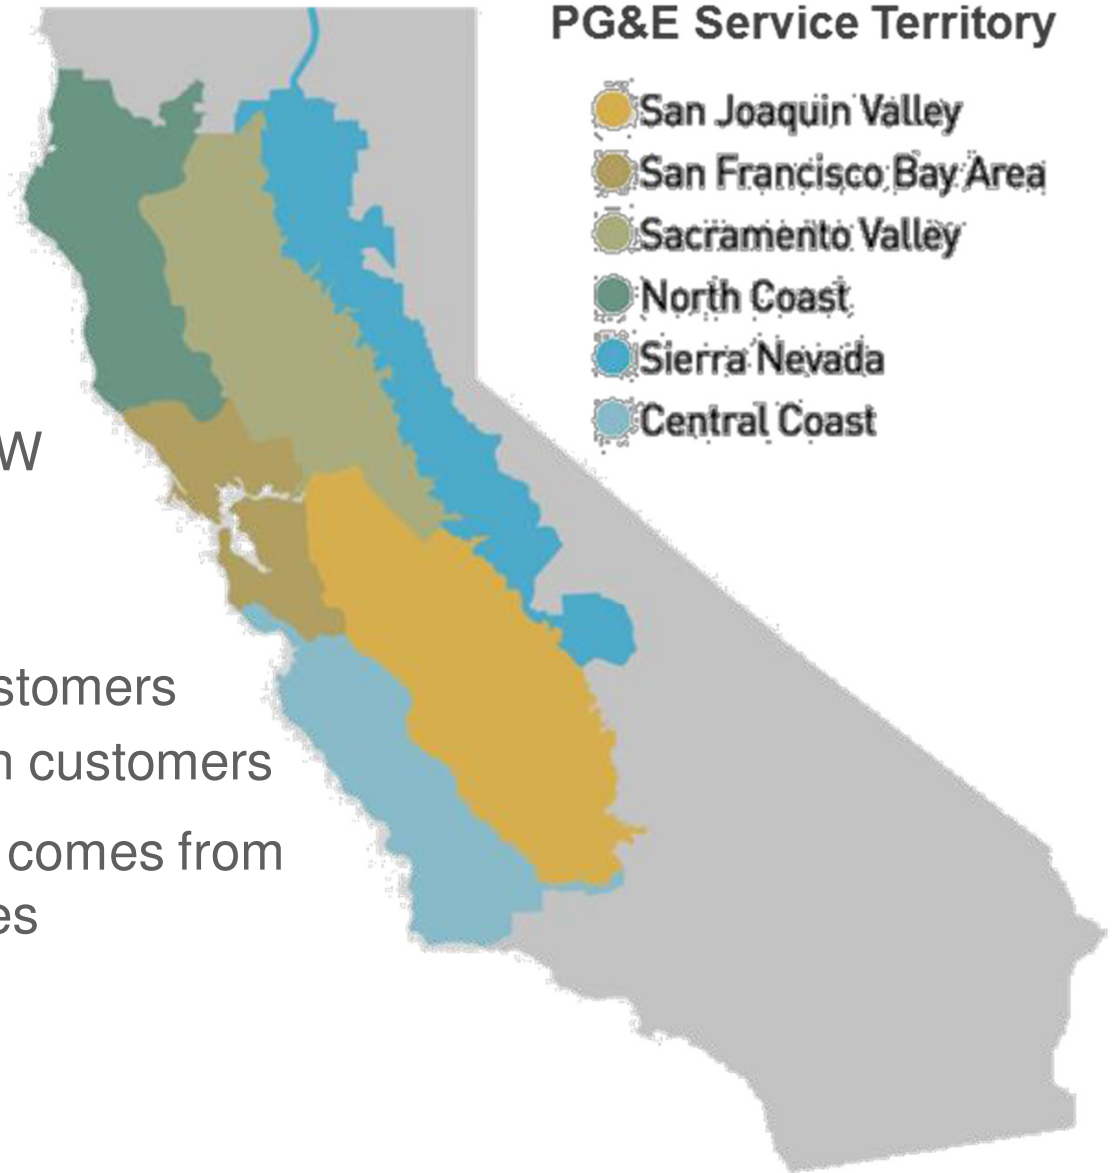 PG&E Service Territory
San Joaquin Valley
San Francisco Bay Area
Sacramento Valley
North Coast
Sierra Nevada
Central Coast
W
stomers
n customers
comes from
es